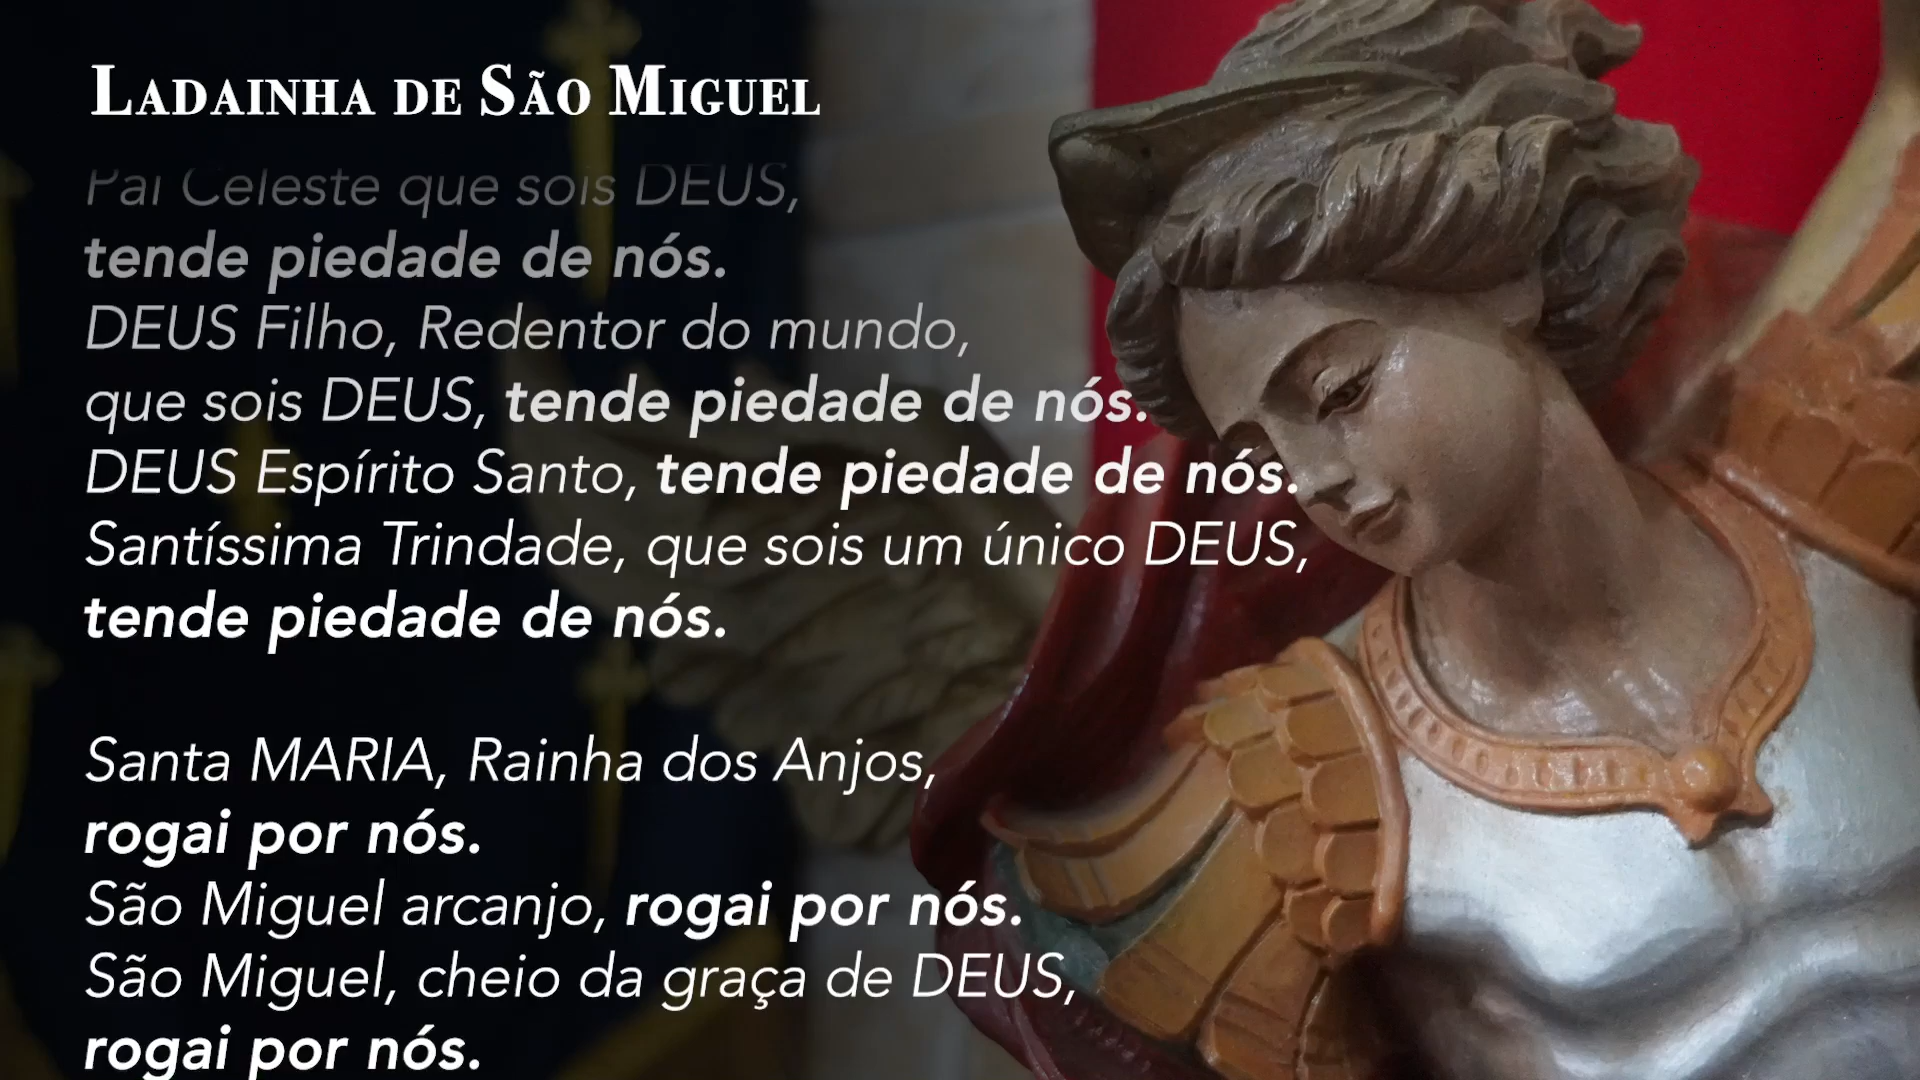 LADAINHA DE SÃO MIGUEL
Pai Celeste que sois DEUS,
tende piedade de nós.
DEUS Filho, Redentor do mundo,
que sois DEUS, tende piedade de nós.
DEUS Espírito Santo, tende piedade de nós.
Santíssima Trindade, que sois um único DEUS,
tende piedade de nós.
Santa MARIA, Rainha dos Anjos,
rogai por nós.
São Miguel arcanjo, rogai por nós.
São Miguel, cheio da graça de DEUS,
rogai por nós.